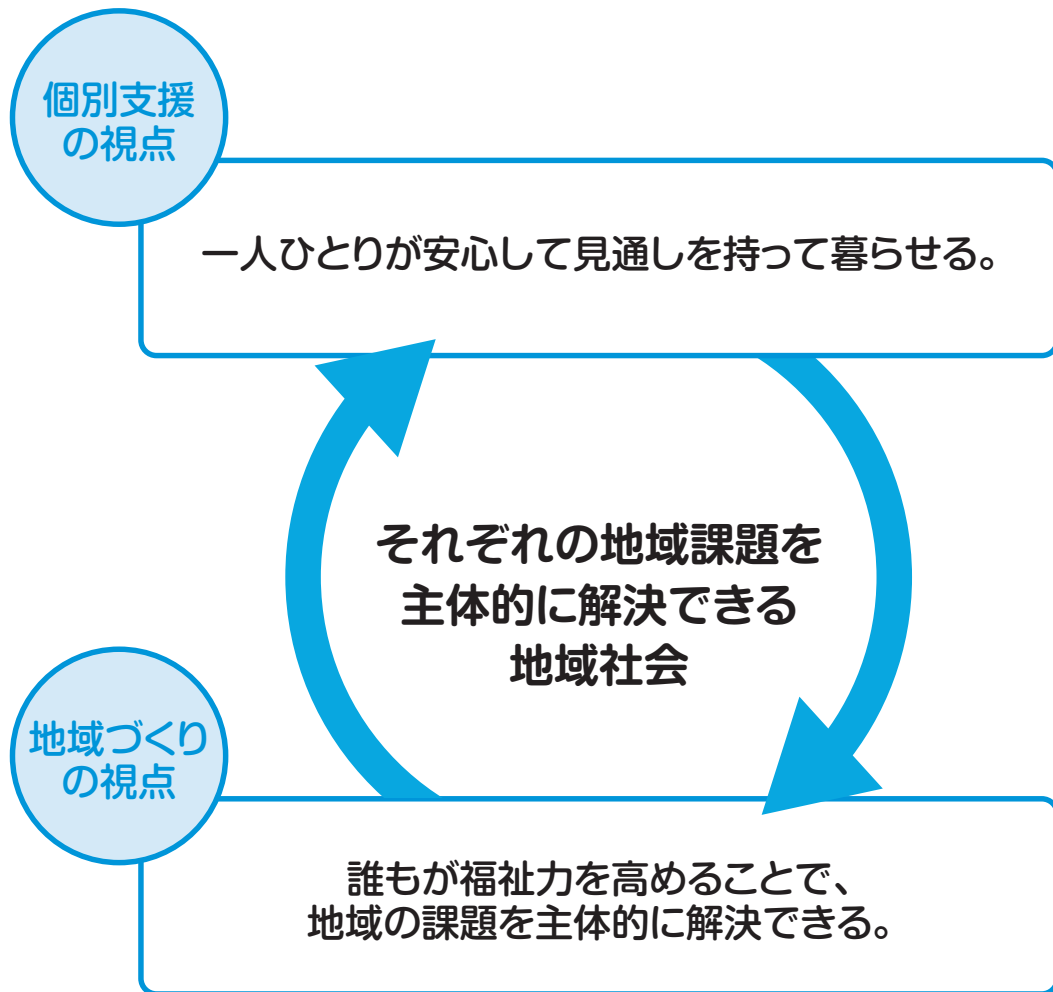 個別支援
の視点
一人ひとりが安心して見通しを持って暮らせる。
それぞれの地域課題を
主体的に解決できる
地域社会
地域づくり
の視点
誰もが福祉力を高めることで、
地域の課題を主体的に解決できる。